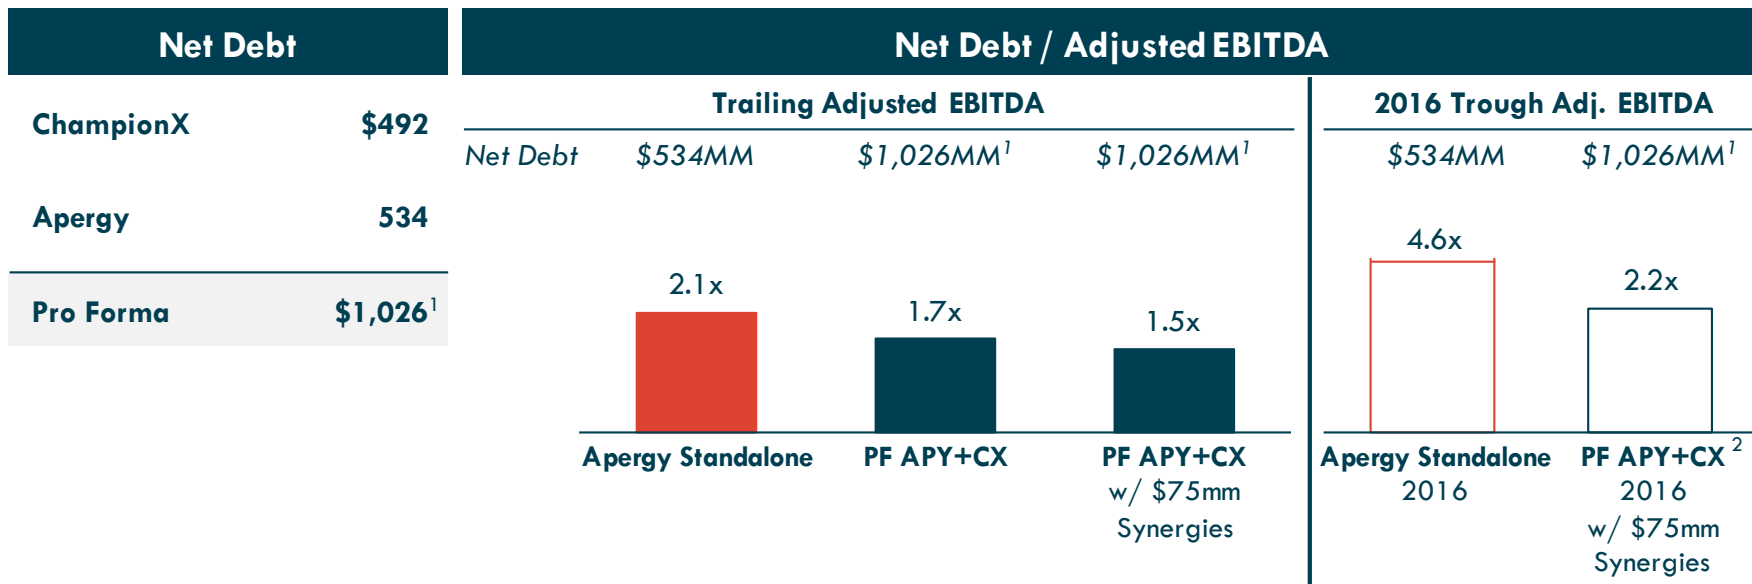 Net Debt
ChampionX $492
Apergy 534
Pro Forma $1,026¹
Net Debt / Adjusted EBITDA
Trailing Adjusted EBITDA
Net Debt $534MM $1,026MM¹ $1,026MM¹
2.1x
1.7x
1.5x
Apergy Standalone
PF APY+CX
PF APY+CX
w/ $75mm
Synergies
2016 Trough Adj. EBITDA
$534MM $1,026MM¹
4.6x
2.2x
Apergy Standalone
2016
PF APY+CX ²
2016
w/ $75mm
Synergies